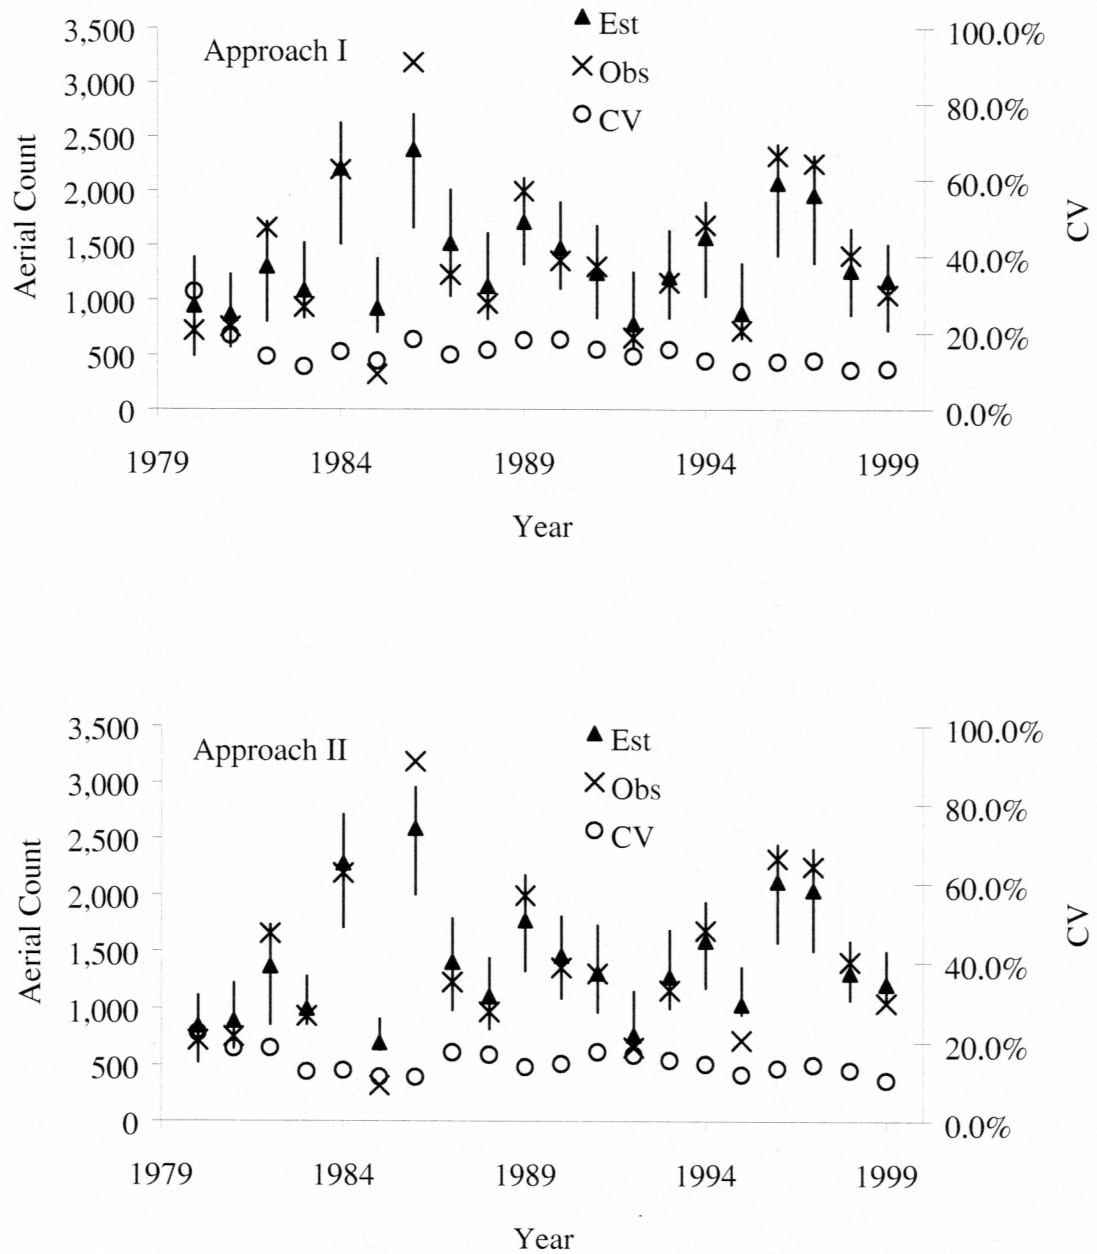 Approach I
Est
Obs
CV
3,500
3,000
2,500
2,000
1,500
1,000
500
0
Aerial Count
100.0%
80.0%
60.0%
40.0%
20.0%
0.0%
CV
1979 1984 1989 1994 1999
Year
Approach II
Est
Obs
CV
3,500
3,000
2,500
2,000
1,500
1,000
500
0
Aerial Count
100.0%
80.0%
60.0%
40.0%
20.0%
0.0%
CV
1979 1984 1989 1994 1999
Year